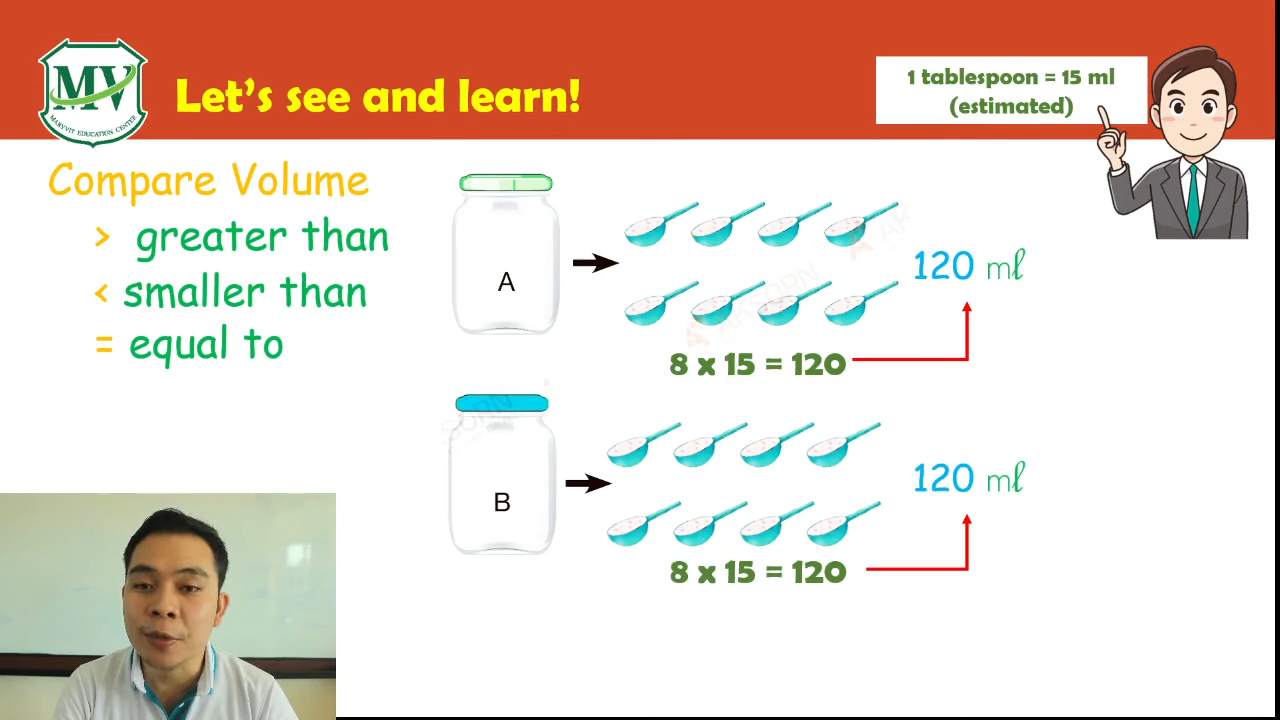 MV
MARYVIT EDUCATION CENTER
Let's see and learn!
1 tablespoon = 15 ml
(estimated)
Compare Volume
> greater than
< smaller than
= equal to
A
120 ml
8 x 15 = 120
B
120 ml
8 x 15 = 120
AKSORN